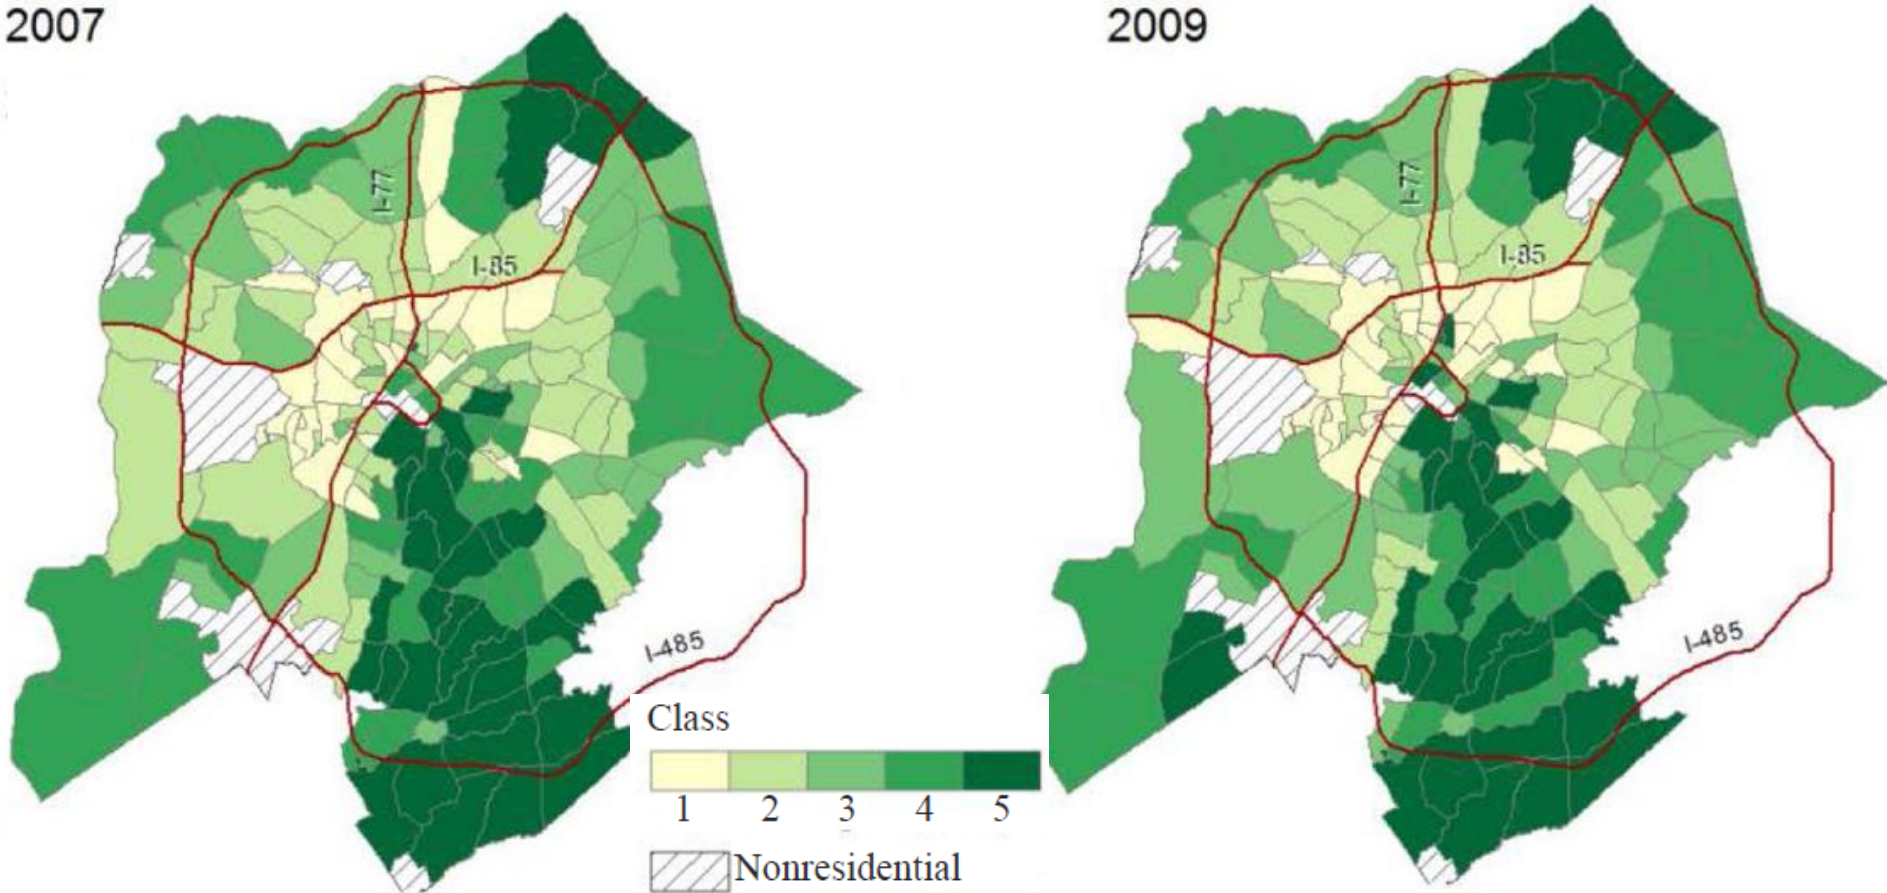 2007
2009
I-77
I-85
I-485
I-77
I-85
I-485
Class
1 2 3 4 5
Nonresidential